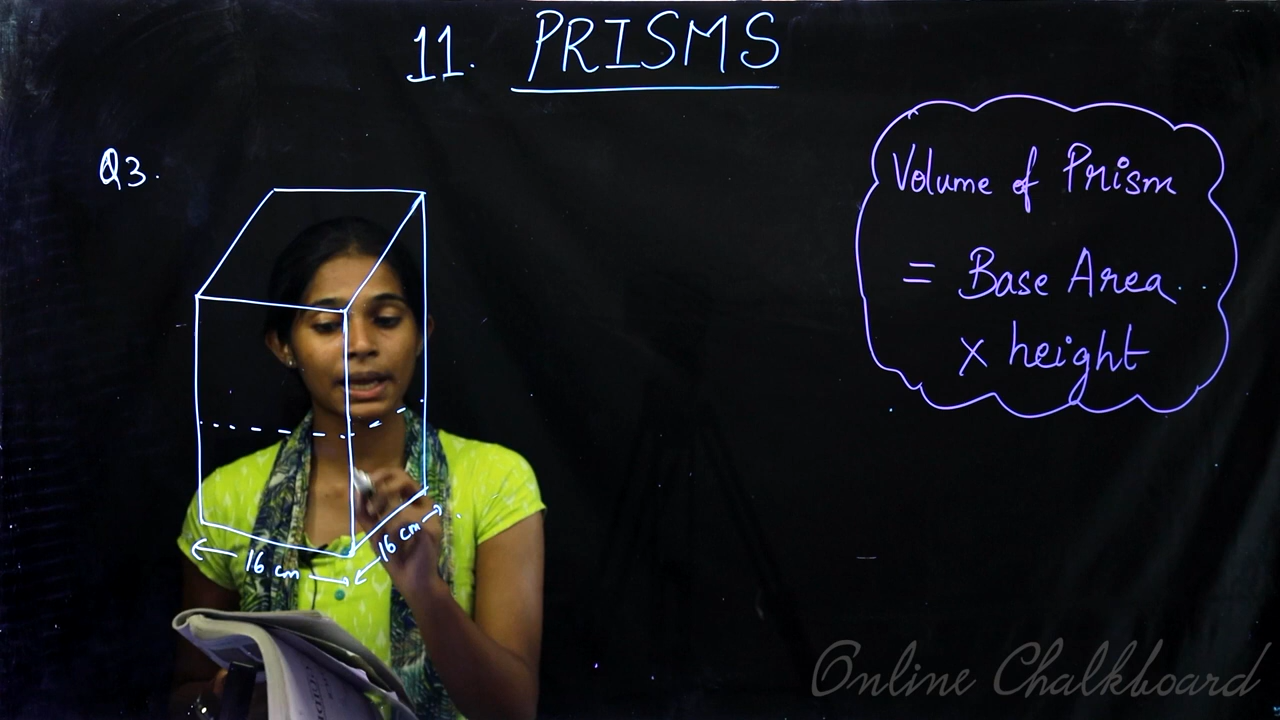 11. PRISMS
Q3.
Volume of Prism
= Base Area
x height
16 cm
16 cm
Online Chalkboard